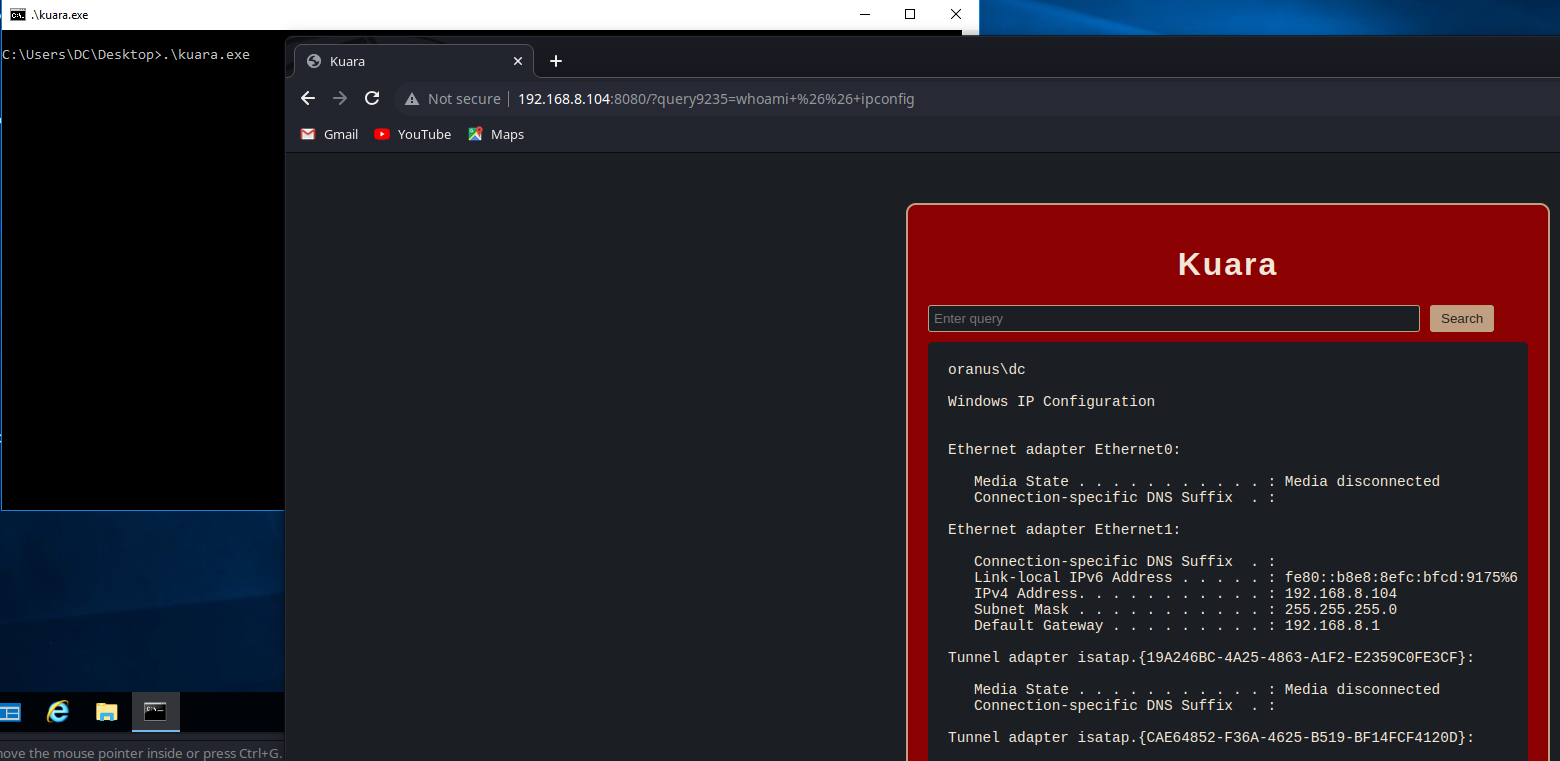 .\kuara.exe
C:\Users\DC\Desktop>.\kuara.exe
Kuara
Not secure
192.168.8.104:8080/?query9235=whoami+%26%26+ipconfig
Gmail YouTube Maps
Kuara
Enter query Search
oranus\dc
Windows IP Configuration
Ethernet adapter Ethernet0:
Media State . . . . . . . . . . . : Media disconnected
Connection-specific DNS Suffix  . :
Ethernet adapter Ethernet1:
Connection-specific DNS Suffix  . :
Link-local IPv6 Address . . . . . : fe80::b8e8:8efc:bfcd:9175%6
IPv4 Address. . . . . . . . . . . : 192.168.8.104
Subnet Mask . . . . . . . . . . . : 255.255.255.0
Default Gateway . . . . . . . . . : 192.168.8.1
Tunnel adapter isatap.{19A246BC-4A25-4863-A1F2-E2359C0FE3CF}:
Media State . . . . . . . . . . . : Media disconnected
Connection-specific DNS Suffix  . :
Tunnel adapter isatap.{CAE64852-F36A-4625-B519-BF14FCF4120D}:
move the mouse pointer inside or press Ctrl+G.